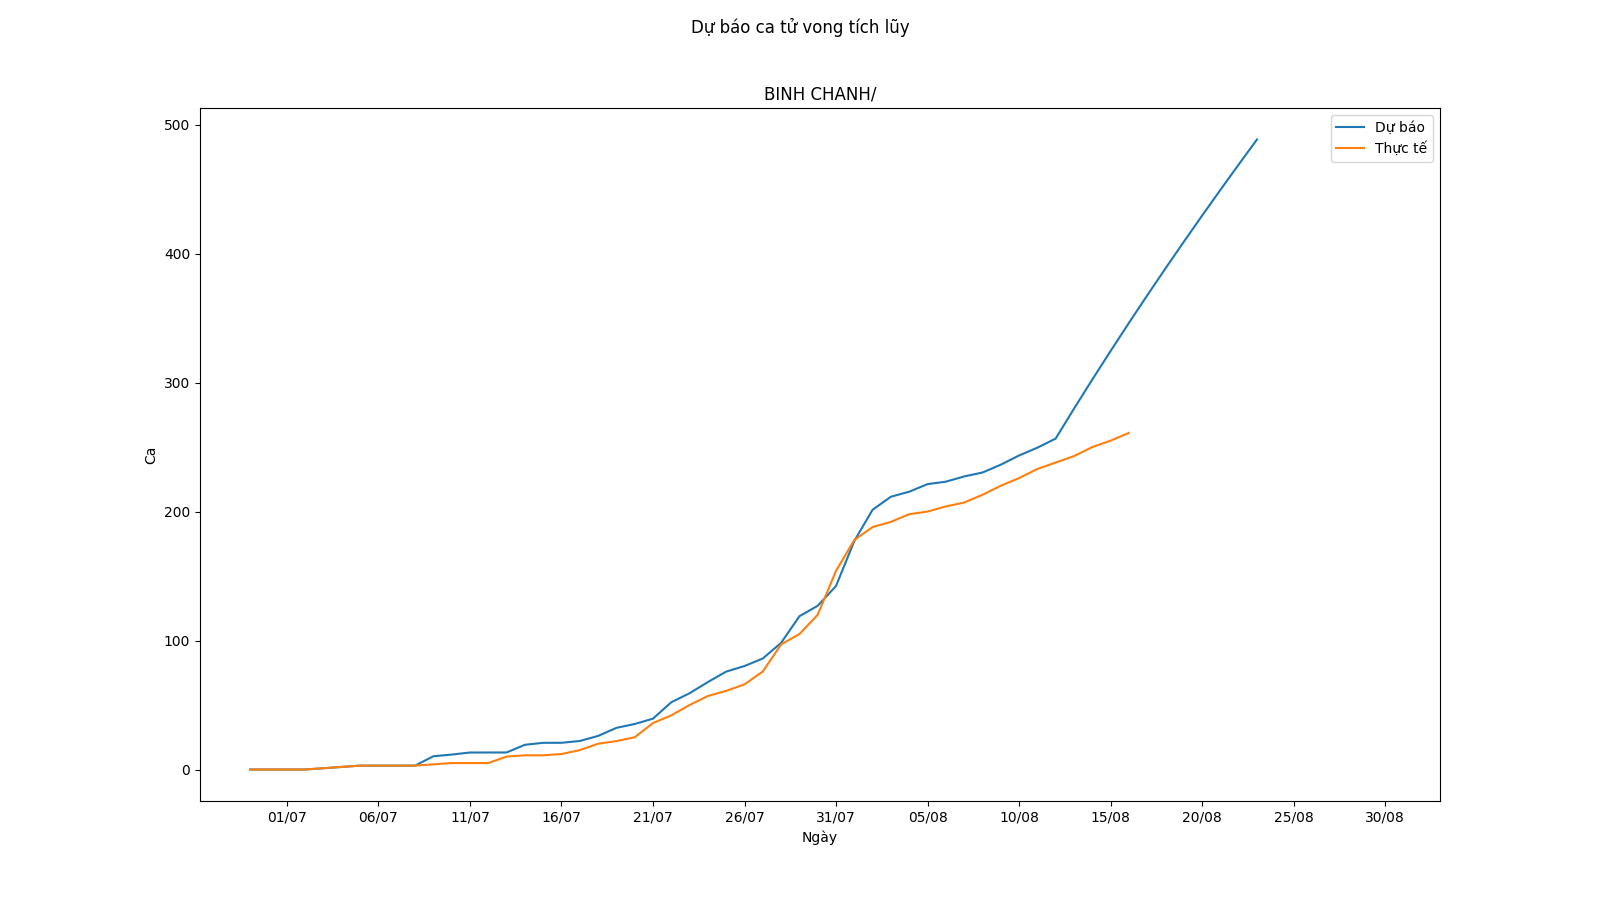 Dự báo ca tử vong tích lũy
BINH CHANH/
Dự báo
Thực tế
500
400
300
200
100
0
Ca
01/07 06/07 11/07 16/07 21/07 26/07 31/07 05/08 10/08 15/08 20/08 25/08 30/08
Ngày